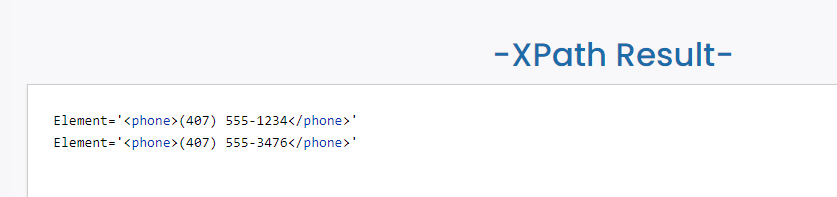 -XPath Result-
Element='<phone>(407) 555-1234</phone>'
Element='<phone>(407) 555-3476</phone>'